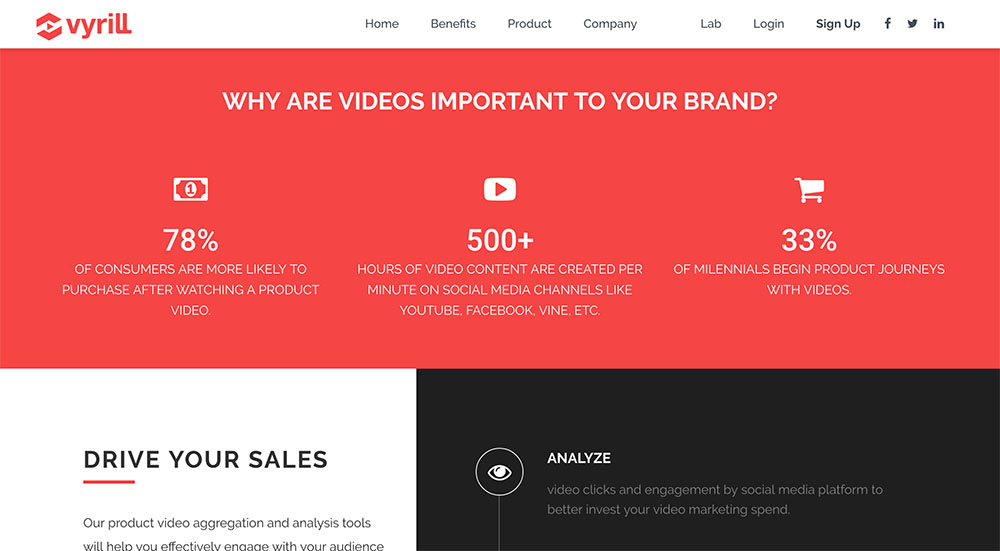 vyrill
Home Benefits Product Company Lab Login Sign Up
WHY ARE VIDEOS IMPORTANT TO YOUR BRAND?
1
78%
OF CONSUMERS ARE MORE LIKELY TO
PURCHASE AFTER WATCHING A PRODUCT
VIDEO.
500+
HOURS OF VIDEO CONTENT ARE CREATED PER
MINUTE ON SOCIAL MEDIA CHANNELS LIKE
YOUTUBE, FACEBOOK, VINE, ETC.
33%
OF MILENNIALS BEGIN PRODUCT JOURNEYS
WITH VIDEOS.
DRIVE YOUR SALES
Our product video aggregation and analysis tools
will help you effectively engage with your audience
ANALYZE
video clicks and engagement by social media platform to
better invest your video marketing spend.